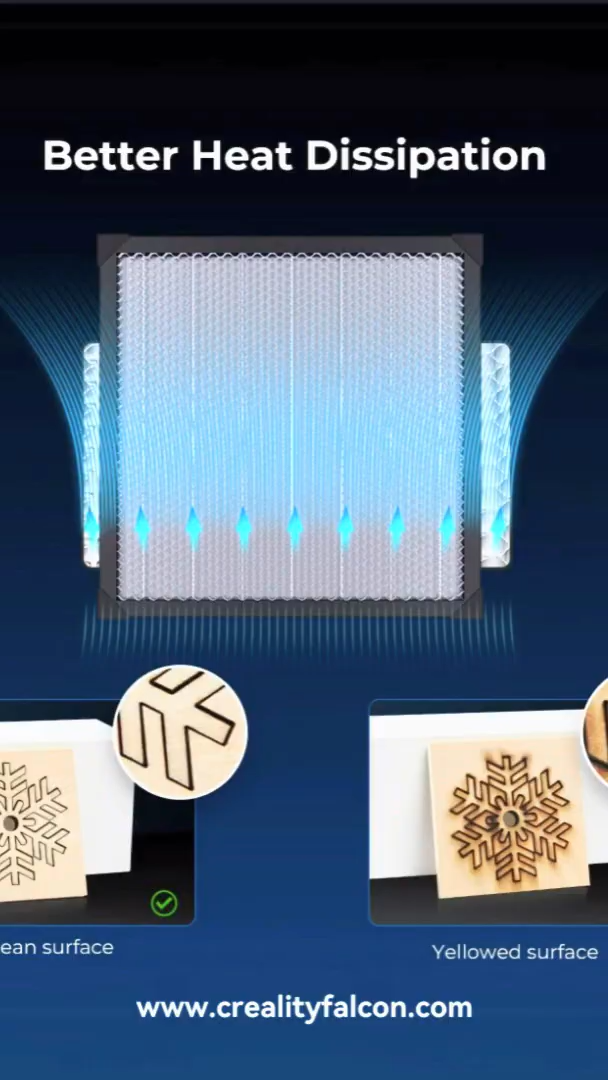 Better Heat Dissipation
ean surface
Yellowed surface
www.crealityfalcon.com